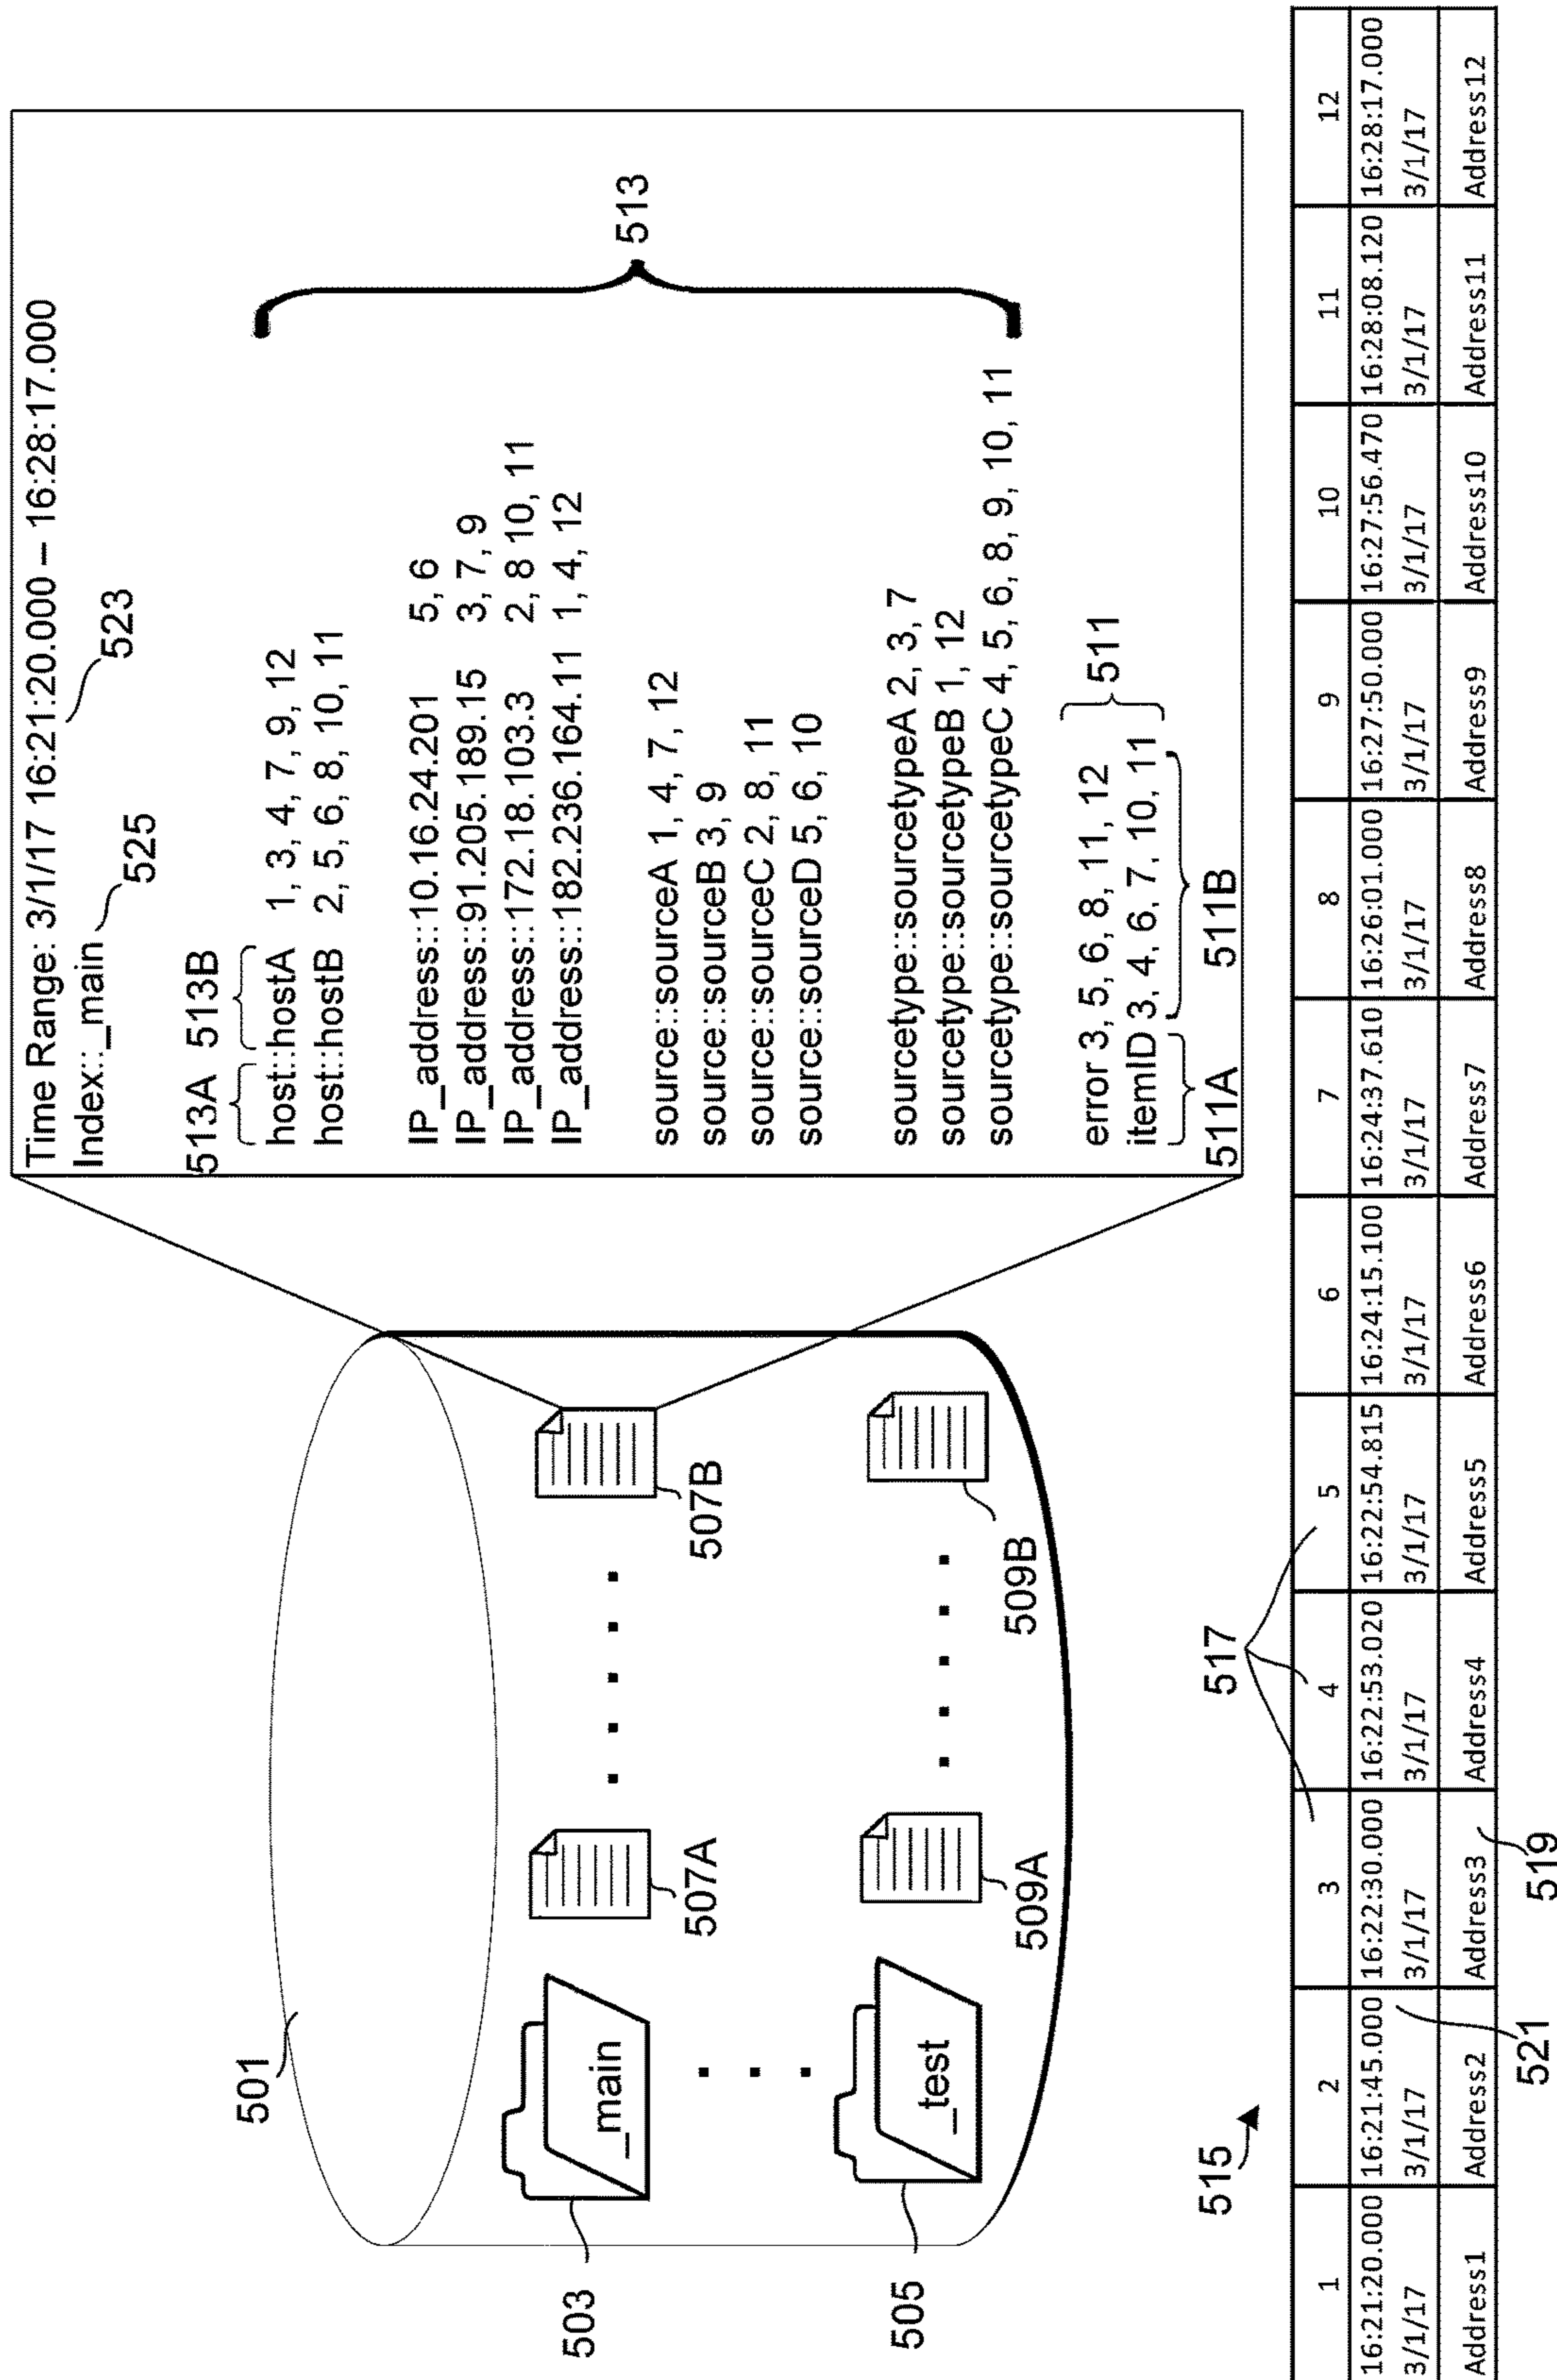 501
503
_main
507A
507B
505
_test
509A
509B
Time Range: 3/1/17 16:21:20.000 – 16:28:17.000
523
Index::_main
525
513A 513B
host::hostA 1, 3, 4, 7, 9, 12
host::hostB 2, 5, 6, 8, 10, 11
IP_address::10.16.24.201 5, 6
IP_address::91.205.189.15 3, 7, 9
IP_address::172.18.103.3 2, 8 10, 11
IP_address::182.236.164.11 1, 4, 12
513
source::sourceA 1, 4, 7, 12
source::sourceB 3, 9
source::sourceC 2, 8, 11
source::sourceD 5, 6, 10
sourcetype::sourcetypeA 2, 3, 7
sourcetype::sourcetypeB 1, 12
sourcetype::sourcetypeC 4, 5, 6, 8, 9, 10, 11
error 3, 5, 6, 8, 11, 12
itemID 3, 4, 6, 7, 10, 11
511
511A 511B
515
517
1 2 3 4 5 6 7 8 9 10 11 12
16:21:20.000 16:21:45.000 16:22:30.000 16:22:53.020 16:22:54.815 16:24:15.100 16:24:37.610 16:26:01.000 16:27:50.000 16:27:56.470 16:28:08.120 16:28:17.000
3/1/17 3/1/17 3/1/17 3/1/17 3/1/17 3/1/17 3/1/17 3/1/17 3/1/17 3/1/17 3/1/17 3/1/17
Address1 Address2 Address3 Address4 Address5 Address6 Address7 Address8 Address9 Address10 Address11 Address12
521 519